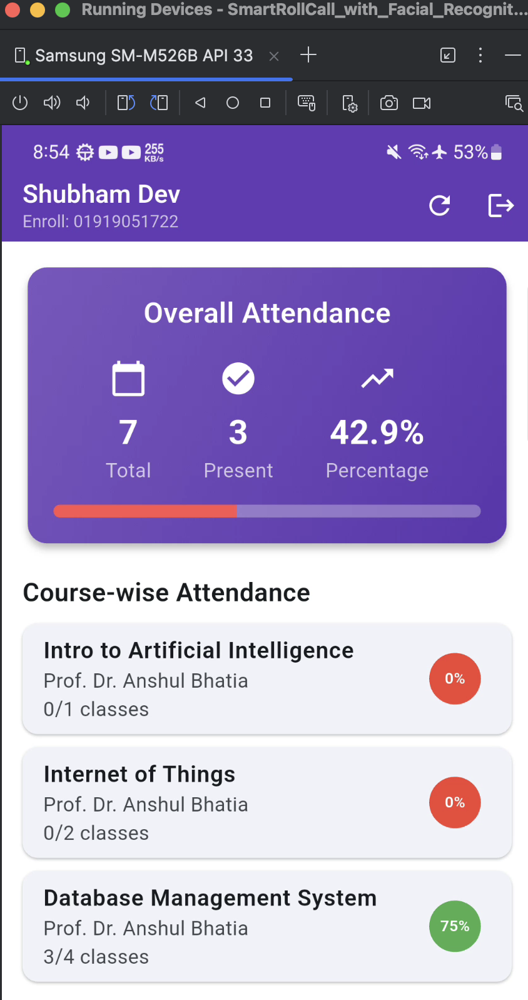 Running Devices - SmartRollCall_with_Facial_Recognit...
Samsung SM-M526B API 33
8:54 255 KB/s 53%
Shubham Dev
Enroll: 01919051722
Overall Attendance
7 3 42.9%
Total Present Percentage
Course-wise Attendance
Intro to Artificial Intelligence
Prof. Dr. Anshul Bhatia
0/1 classes
0%
Internet of Things
Prof. Dr. Anshul Bhatia
0/2 classes
0%
Database Management System
Prof. Dr. Anshul Bhatia
3/4 classes
75%